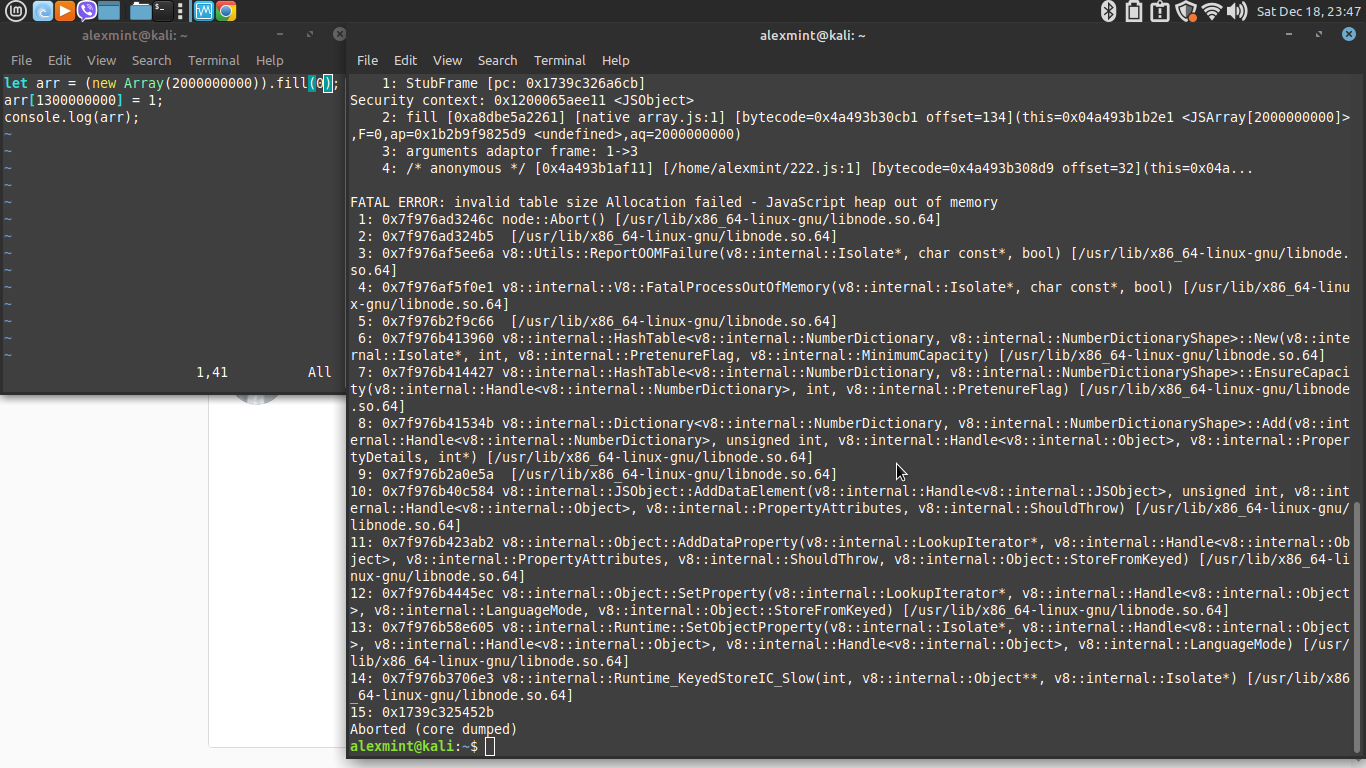 Sat Dec 18, 23:47
alexmint@kali: ~
File Edit View Search Terminal Help
let arr = (new Array(2000000000)).fill(0);
arr[1300000000] = 1;
console.log(arr);
~
~
~
~
~
~
~
~
~
~
~
~
~
~
1,41 All
alexmint@kali: ~
File Edit View Search Terminal Help
1: StubFrame [pc: 0x1739c326a6cb]
Security context: 0x1200065aee11 <JSObject>
2: fill [0xa8dbe5a2261] [native array.js:1] [bytecode=0x4a493b30cb1 offset=134](this=0x04a493b1b2e1 <JSArray[2000000000]>
,F=0,ap=0x1b2b9f9825d9 <undefined>,aq=2000000000)
3: arguments adaptor frame: 1->3
4: /* anonymous */ [0x4a493b1af11] [/home/alexmint/222.js:1] [bytecode=0x4a493b308d9 offset=32](this=0x04a...
FATAL ERROR: invalid table size Allocation failed - JavaScript heap out of memory
1: 0x7f976ad3246c node::Abort() [/usr/lib/x86_64-linux-gnu/libnode.so.64]
2: 0x7f976ad324b5  [/usr/lib/x86_64-linux-gnu/libnode.so.64]
3: 0x7f976af5ee6a v8::Utils::ReportOOMFailure(v8::internal::Isolate*, char const*, bool) [/usr/lib/x86_64-linux-gnu/libnode.
so.64]
4: 0x7f976af5f0e1 v8::internal::V8::FatalProcessOutOfMemory(v8::internal::Isolate*, char const*, bool) [/usr/lib/x86_64-linu
x-gnu/libnode.so.64]
5: 0x7f976b2f9c66  [/usr/lib/x86_64-linux-gnu/libnode.so.64]
6: 0x7f976b413960 v8::internal::HashTable<v8::internal::NumberDictionary, v8::internal::NumberDictionaryShape>::New(v8::inte
rnal::Isolate*, int, v8::internal::PretenureFlag, v8::internal::MinimumCapacity) [/usr/lib/x86_64-linux-gnu/libnode.so.64]
7: 0x7f976b414427 v8::internal::HashTable<v8::internal::NumberDictionary, v8::internal::NumberDictionaryShape>::EnsureCapaci
ty(v8::internal::Handle<v8::internal::NumberDictionary>, int, v8::internal::PretenureFlag) [/usr/lib/x86_64-linux-gnu/libnode
.so.64]
8: 0x7f976b41534b v8::internal::Dictionary<v8::internal::NumberDictionary, v8::internal::NumberDictionaryShape>::Add(v8::int
ernal::Handle<v8::internal::NumberDictionary>, unsigned int, v8::internal::Handle<v8::internal::Object>, v8::internal::Proper
tyDetails, int*) [/usr/lib/x86_64-linux-gnu/libnode.so.64]
9: 0x7f976b2a0e5a  [/usr/lib/x86_64-linux-gnu/libnode.so.64]
10: 0x7f976b40c584 v8::internal::JSObject::AddDataElement(v8::internal::Handle<v8::internal::JSObject>, unsigned int, v8::int
ernal::Handle<v8::internal::Object>, v8::internal::PropertyAttributes, v8::internal::ShouldThrow) [/usr/lib/x86_64-linux-gnu/
libnode.so.64]
11: 0x7f976b423ab2 v8::internal::Object::AddDataProperty(v8::internal::LookupIterator*, v8::internal::Handle<v8::internal::Ob
ject>, v8::internal::PropertyAttributes, v8::internal::ShouldThrow, v8::internal::Object::StoreFromKeyed) [/usr/lib/x86_64-li
nux-gnu/libnode.so.64]
12: 0x7f976b4445ec v8::internal::Object::SetProperty(v8::internal::LookupIterator*, v8::internal::Handle<v8::internal::Object
>, v8::internal::LanguageMode, v8::internal::Object::StoreFromKeyed) [/usr/lib/x86_64-linux-gnu/libnode.so.64]
13: 0x7f976b58e605 v8::internal::Runtime::SetObjectProperty(v8::internal::Isolate*, v8::internal::Handle<v8::internal::Object
>, v8::internal::Handle<v8::internal::Object>, v8::internal::Handle<v8::internal::Object>, v8::internal::LanguageMode) [/usr/
lib/x86_64-linux-gnu/libnode.so.64]
14: 0x7f976b3706e3 v8::internal::Runtime_KeyedStoreIC_Slow(int, v8::internal::Object**, v8::internal::Isolate*) [/usr/lib/x86
_64-linux-gnu/libnode.so.64]
15: 0x1739c325452b
Aborted (core dumped)
alexmint@kali:~$